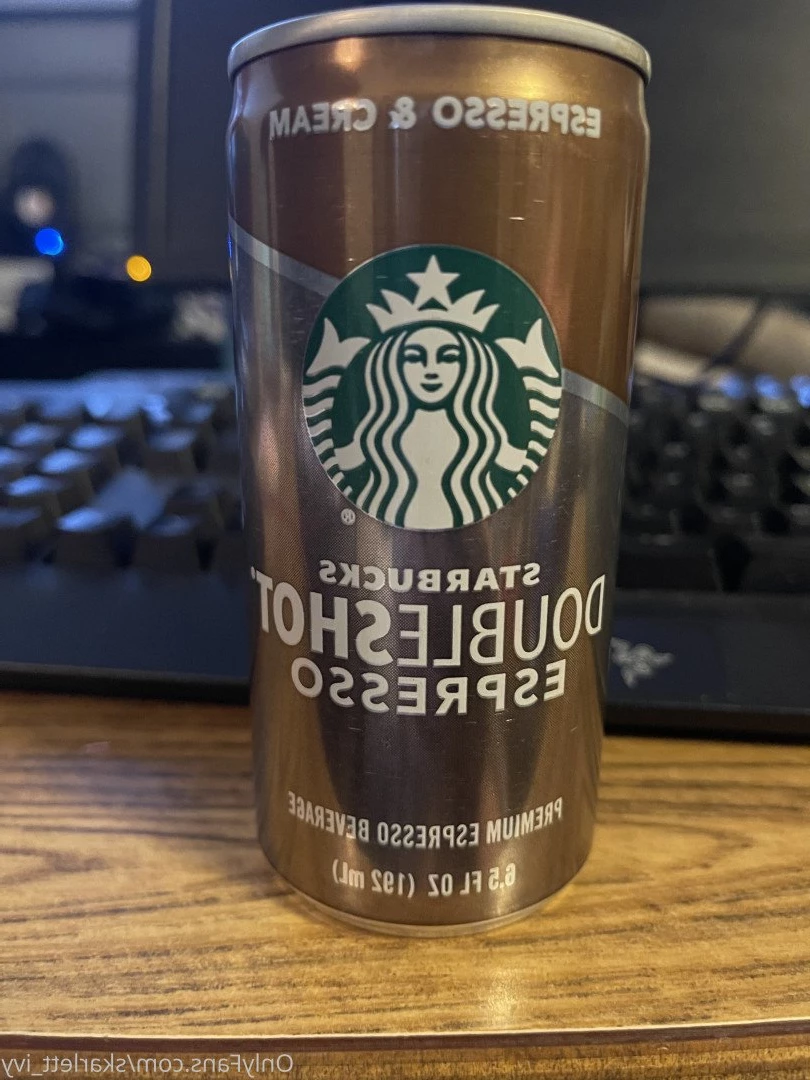 ESPRESSO & CREAM
®
STARBUCKS
DOUBLESHOT
ESPRESSO
PREMIUM ESPRESSO BEVERAGE
6.5 FL OZ (192 mL)
OnlyFans.com/skarlett_ivy